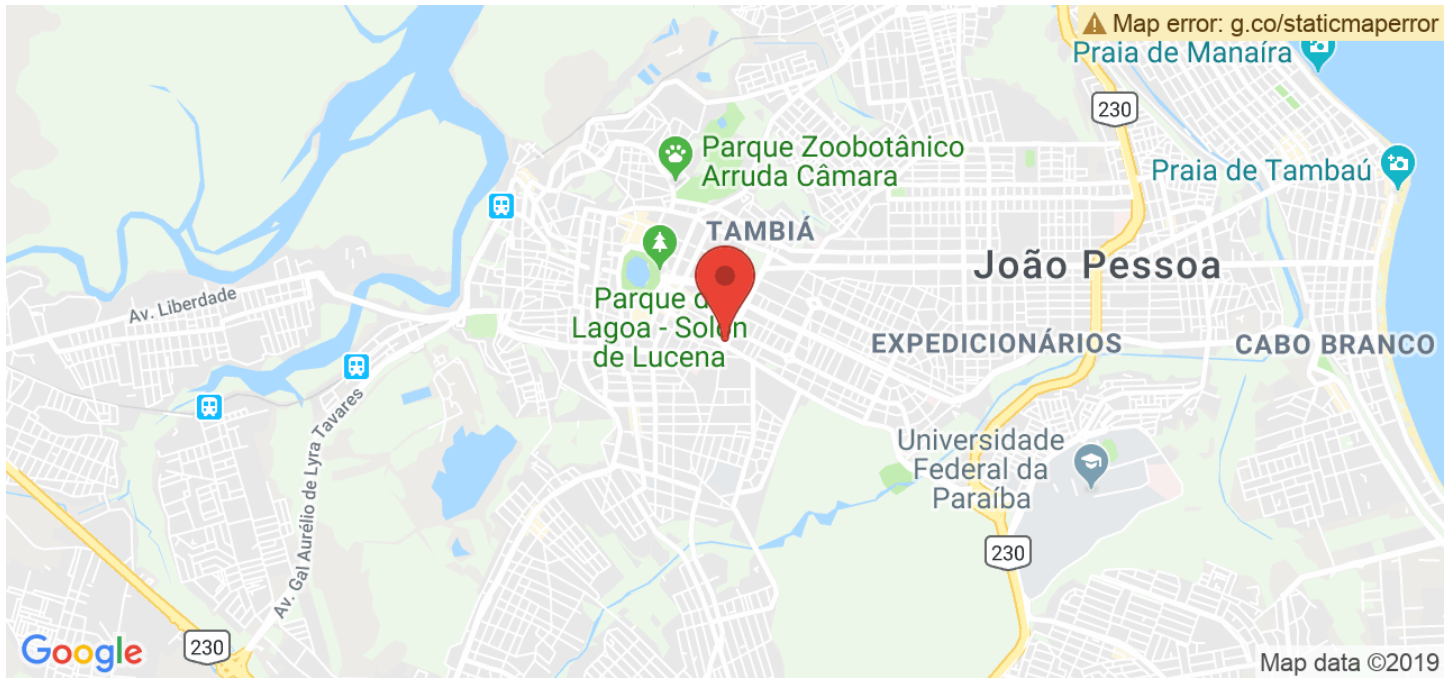 Map error: g.co/staticmaperror
Praia de Manaíra
230
Parque Zoobotânico
Arruda Câmara
Praia de Tambaú
TAMBIÁ
João Pessoa
Av. Liberdade
Parque d
Lagoa - Solon
de Lucena
EXPEDICIONÁRIOS
CABO BRANCO
Av. Gal Aurélio de Lyra Tavares
Universidade
Federal da
Paraíba
230
230
Google
Map data ©2019